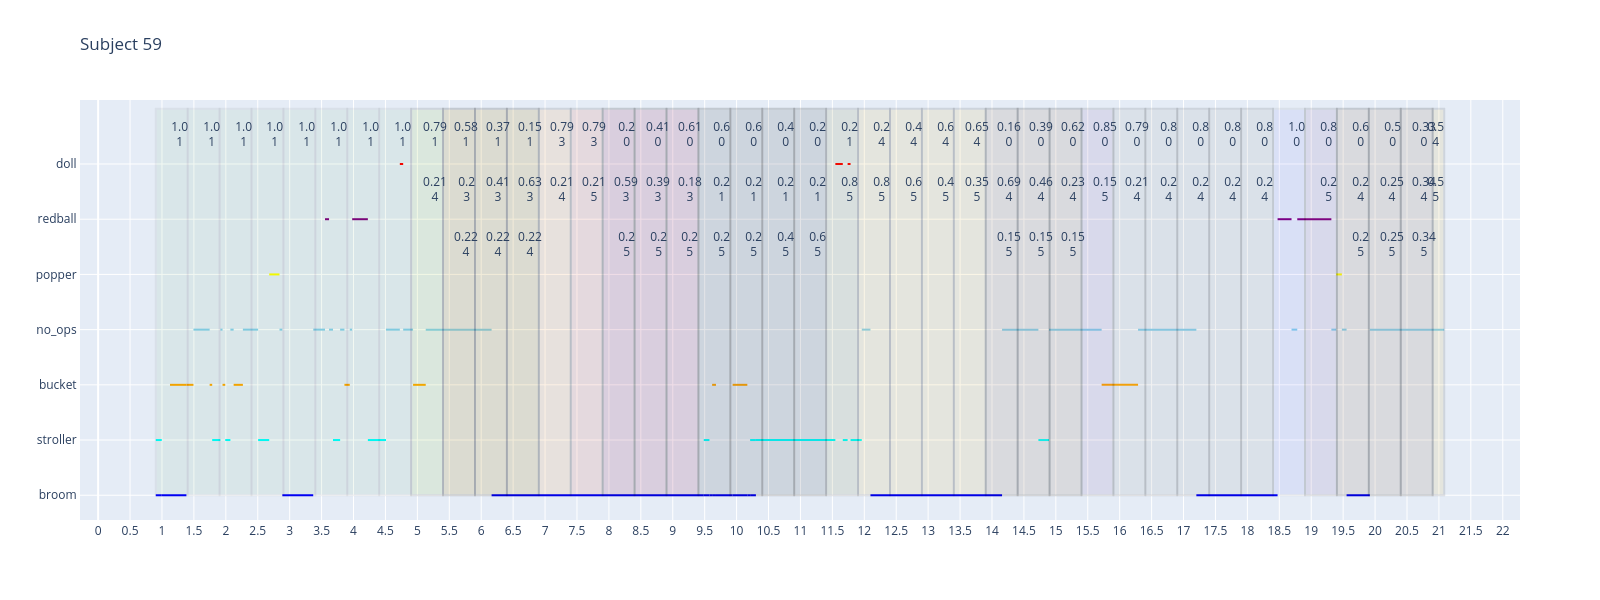 Subject 59
1.0 1.0 1.0 1.0 1.0 1.0 1.0 1.0 0.79 0.58 0.37 0.15 0.79 0.79 0.2 0.41 0.61 0.6 0.6 0.4 0.2 0.2 0.2 0.4 0.6 0.65 0.16 0.39 0.62 0.85 0.79 0.8 0.8 0.8 0.8 1.0 0.8 0.6 0.5 0.33 0.5
1 1 1 1 1 1 1 1 1 1 1 1 3 3 0 0 0 0 0 0 0 1 4 4 4 4 0 0 0 0 0 0 0 0 0 0 0 0 0 0 4
doll
0.21 0.2 0.41 0.63 0.21 0.21 0.59 0.39 0.18 0.2 0.2 0.2 0.2 0.8 0.8 0.6 0.4 0.35 0.69 0.46 0.23 0.15 0.21 0.2 0.2 0.2 0.2 0.2 0.2 0.25 0.34 0.5
4 3 3 3 4 5 3 3 3 1 1 1 1 5 5 5 5 5 4 4 4 5 4 4 4 4 4 5 4 4 4 5
redball
0.22 0.22 0.22 0.2 0.2 0.2 0.2 0.2 0.4 0.6 0.15 0.15 0.15 0.2 0.25 0.34
4 4 4 5 5 5 5 5 5 5 5 5 5 5 5 5
popper
no_ops
bucket
stroller
broom
0 0.5 1 1.5 2 2.5 3 3.5 4 4.5 5 5.5 6 6.5 7 7.5 8 8.5 9 9.5 10 10.5 11 11.5 12 12.5 13 13.5 14 14.5 15 15.5 16 16.5 17 17.5 18 18.5 19 19.5 20 20.5 21 21.5 22